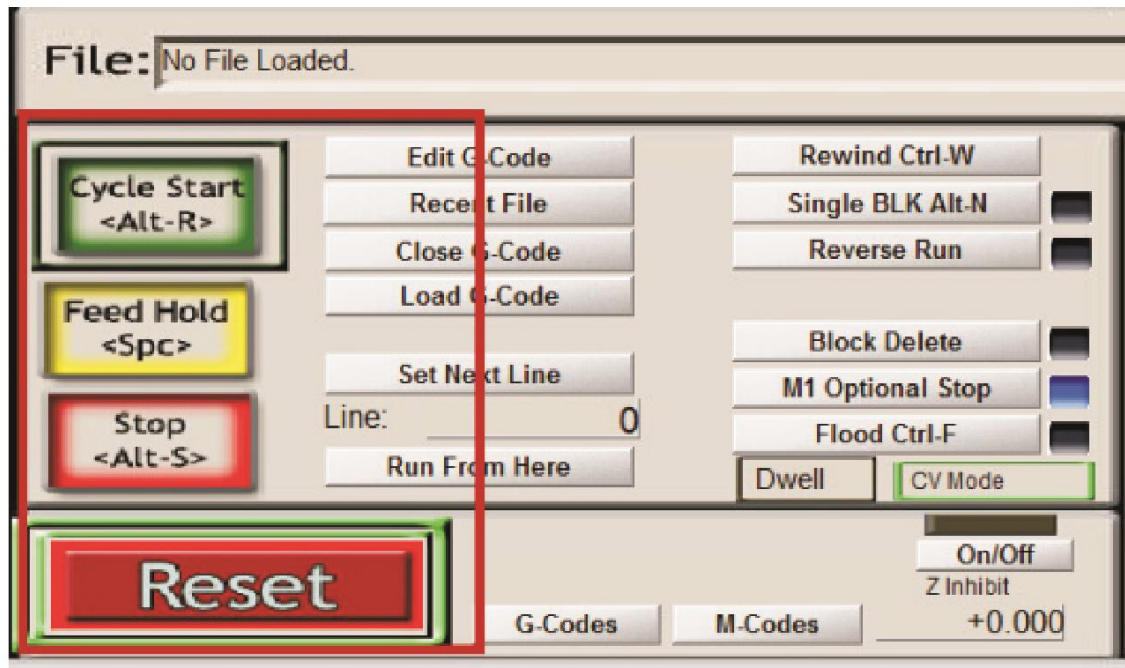 File: No File Loaded.
Cycle Start
<Alt-R>
Feed Hold
<Spc>
Stop
<Alt-S>
Edit G-Code
Recent File
Close G-Code
Load G-Code
Set Next Line
Line: 0
Run From Here
Rewind Ctrl-W
Single BLK Alt-N
Reverse Run
Block Delete
M1 Optional Stop
Flood Ctrl-F
Dwell CV Mode
Reset
G-Codes M-Codes
On/Off
Z Inhibit
+0.000